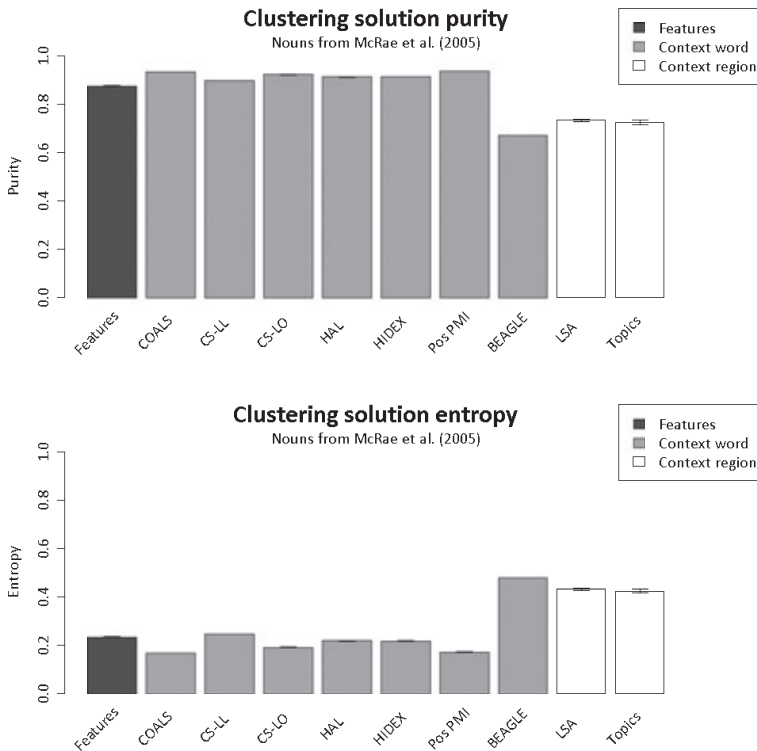 Clustering solution purity
Nouns from McRae et al. (2005)
Features
Context word
Context region
Purity
1.0
0.8
0.6
0.4
0.2
0.0
Features
COALS
CS-LL
CS-LO
HAL
HIDEX
Pos PMI
BEAGLE
LSA
Topics
Clustering solution entropy
Nouns from McRae et al. (2005)
Features
Context word
Context region
Entropy
1.0
0.8
0.6
0.4
0.2
0.0
Features
COALS
CS-LL
CS-LO
HAL
HIDEX
Pos PMI
BEAGLE
LSA
Topics